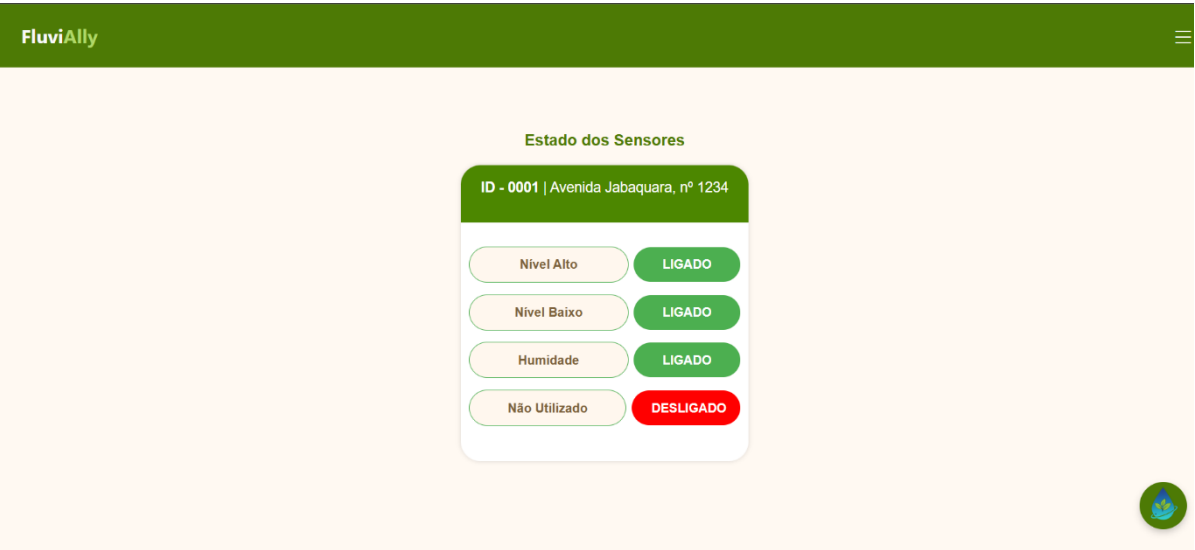 FluviAlly
Estado dos Sensores
ID - 0001 | Avenida Jabaquara, nº 1234
Nível Alto LIGADO
Nível Baixo LIGADO
Humidade LIGADO
Não Utilizado DESLIGADO